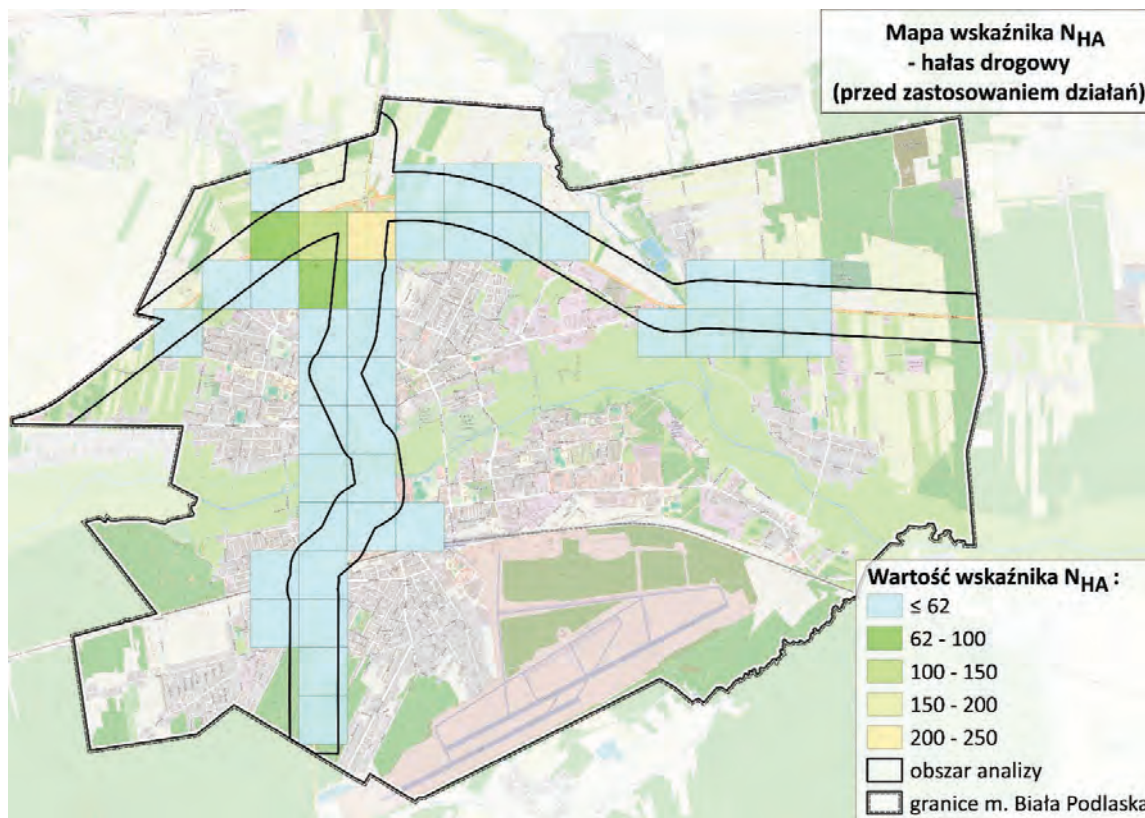 Mapa wskaźnika NHA
- hałas drogowy
(przed zastosowaniem działań)
Wartość wskaźnika NHA :
≤ 62
62 - 100
100 - 150
150 - 200
200 - 250
obszar analizy
granice m. Biała Podlaska